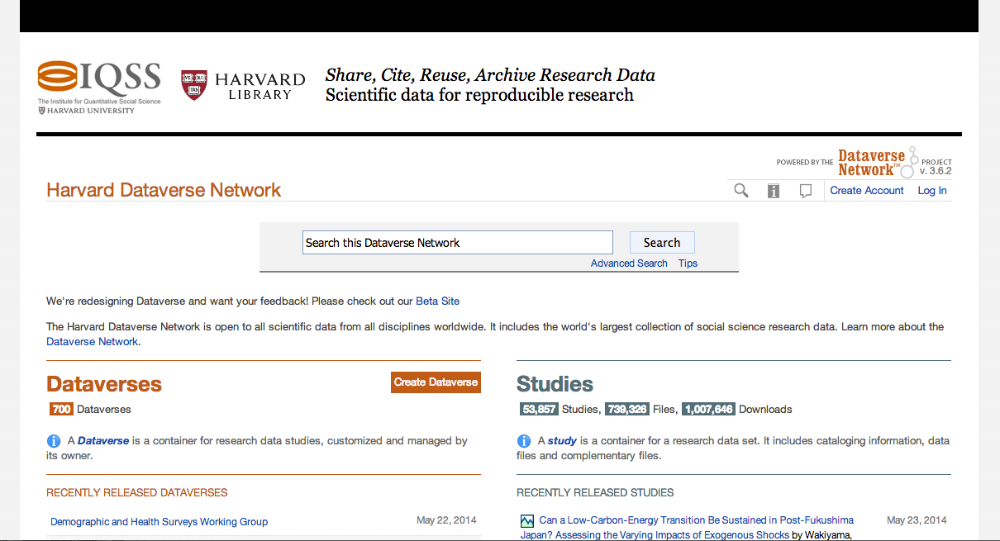 IQSS
The Institute for Quantitative Social Science
HARVARD UNIVERSITY
VE RI TAS
HARVARD
LIBRARY
Share, Cite, Reuse, Archive Research Data
Scientific data for reproducible research
POWERED BY THE Dataverse Network™ PROJECT
v. 3.6.2
Harvard Dataverse Network
Create Account Log In
Search this Dataverse Network Search
Advanced Search Tips
We're redesigning Dataverse and want your feedback! Please check out our Beta Site
The Harvard Dataverse Network is open to all scientific data from all disciplines worldwide. It includes the world's largest collection of social science research data. Learn more about the
Dataverse Network.
Dataverses Create Dataverse
700 Dataverses
A Dataverse is a container for research data studies, customized and managed by
its owner.
RECENTLY RELEASED DATAVERSES
Demographic and Health Surveys Working Group May 22, 2014
Studies
53,857 Studies, 739,326 Files, 1,007,646 Downloads
A study is a container for a research data set. It includes cataloging information, data
files and complementary files.
RECENTLY RELEASED STUDIES
Can a Low-Carbon-Energy Transition Be Sustained in Post-Fukushima May 23, 2014
Japan? Assessing the Varying Impacts of Exogenous Shocks by Wakiyama,